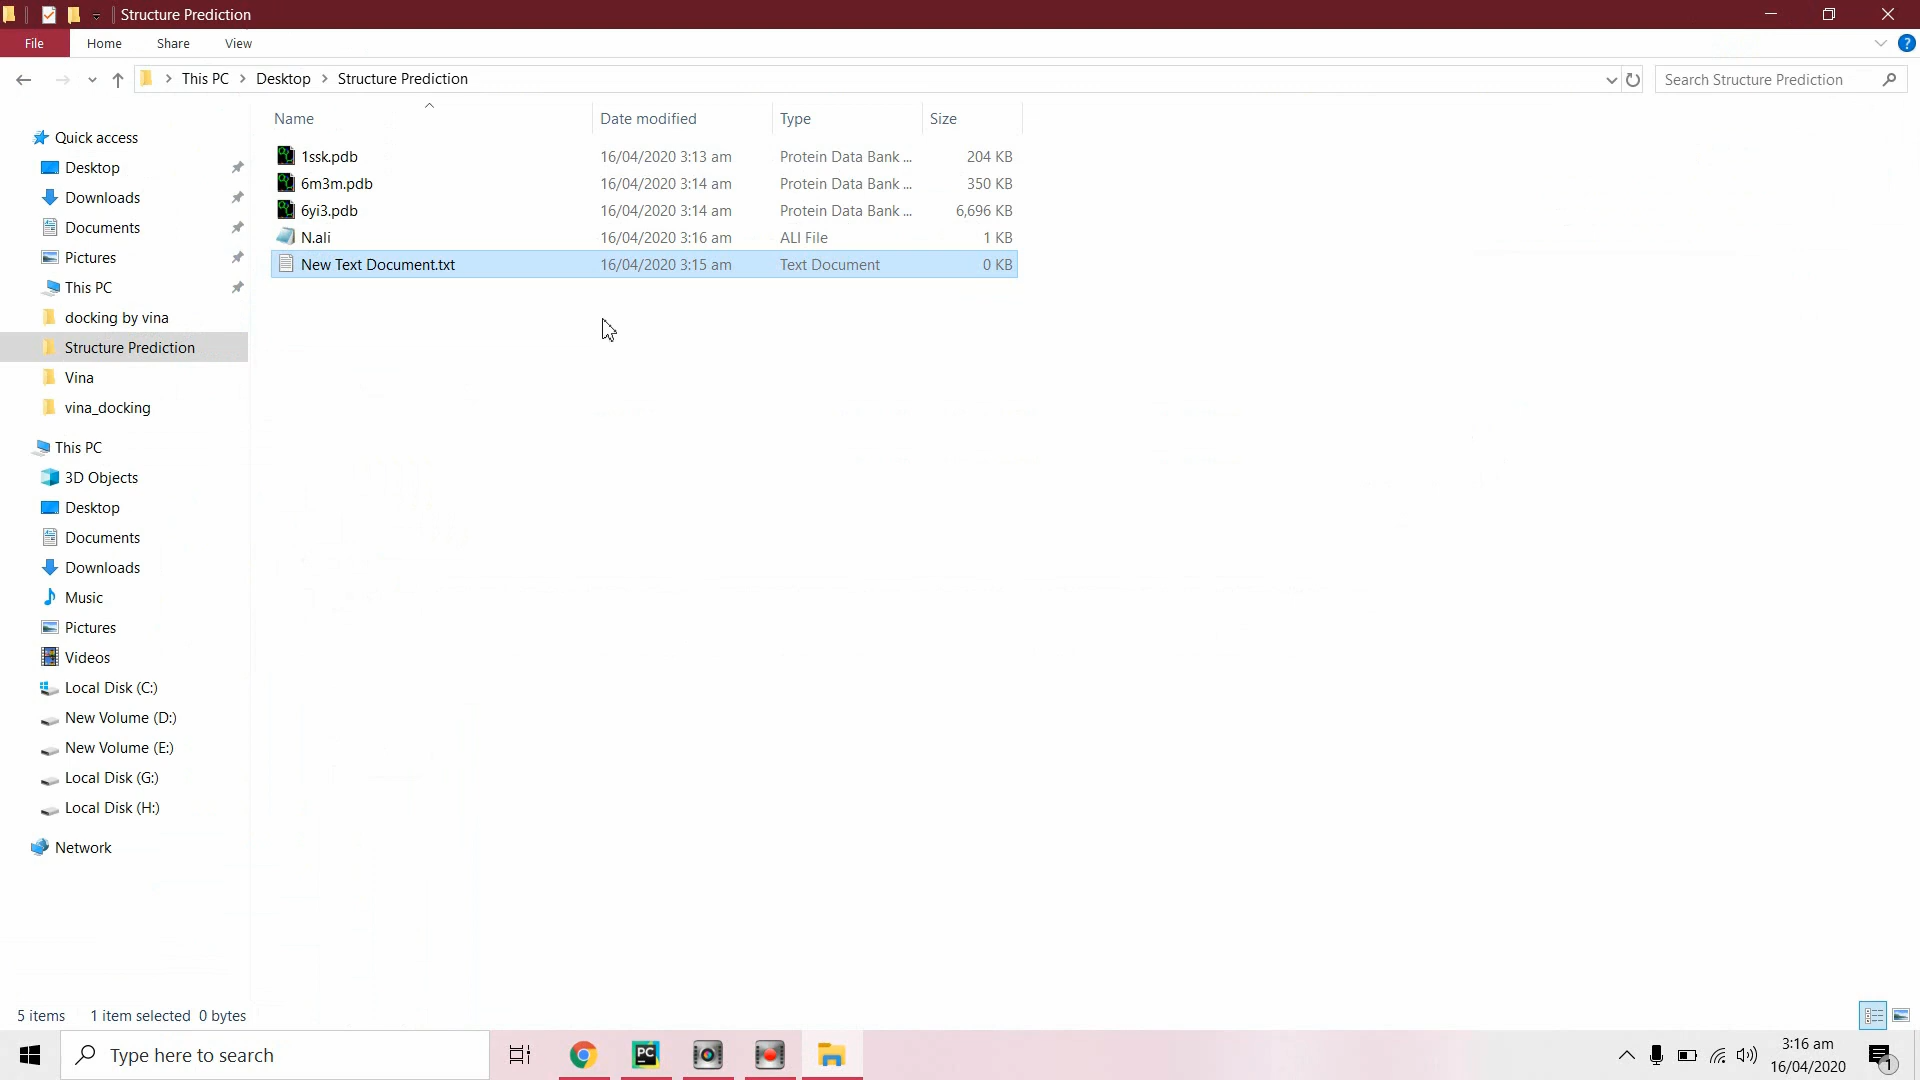 Structure Prediction
File Home Share View
This PC Desktop Structure Prediction Search Structure Prediction
Name Date modified Type Size
1ssk.pdb 16/04/2020 3:13 am Protein Data Bank ... 204 KB
6m3m.pdb 16/04/2020 3:14 am Protein Data Bank ... 350 KB
6yi3.pdb 16/04/2020 3:14 am Protein Data Bank ... 6,696 KB
N.ali 16/04/2020 3:16 am ALI File 1 KB
New Text Document.txt 16/04/2020 3:15 am Text Document 0 KB
Quick access
Desktop
Downloads
Documents
Pictures
This PC
docking by vina
Structure Prediction
Vina
vina_docking
This PC
3D Objects
Desktop
Documents
Downloads
Music
Pictures
Videos
Local Disk (C:)
New Volume (D:)
New Volume (E:)
Local Disk (G:)
Local Disk (H:)
Network
5 items 1 item selected 0 bytes
Type here to search
PC
3:16 am
16/04/2020
1